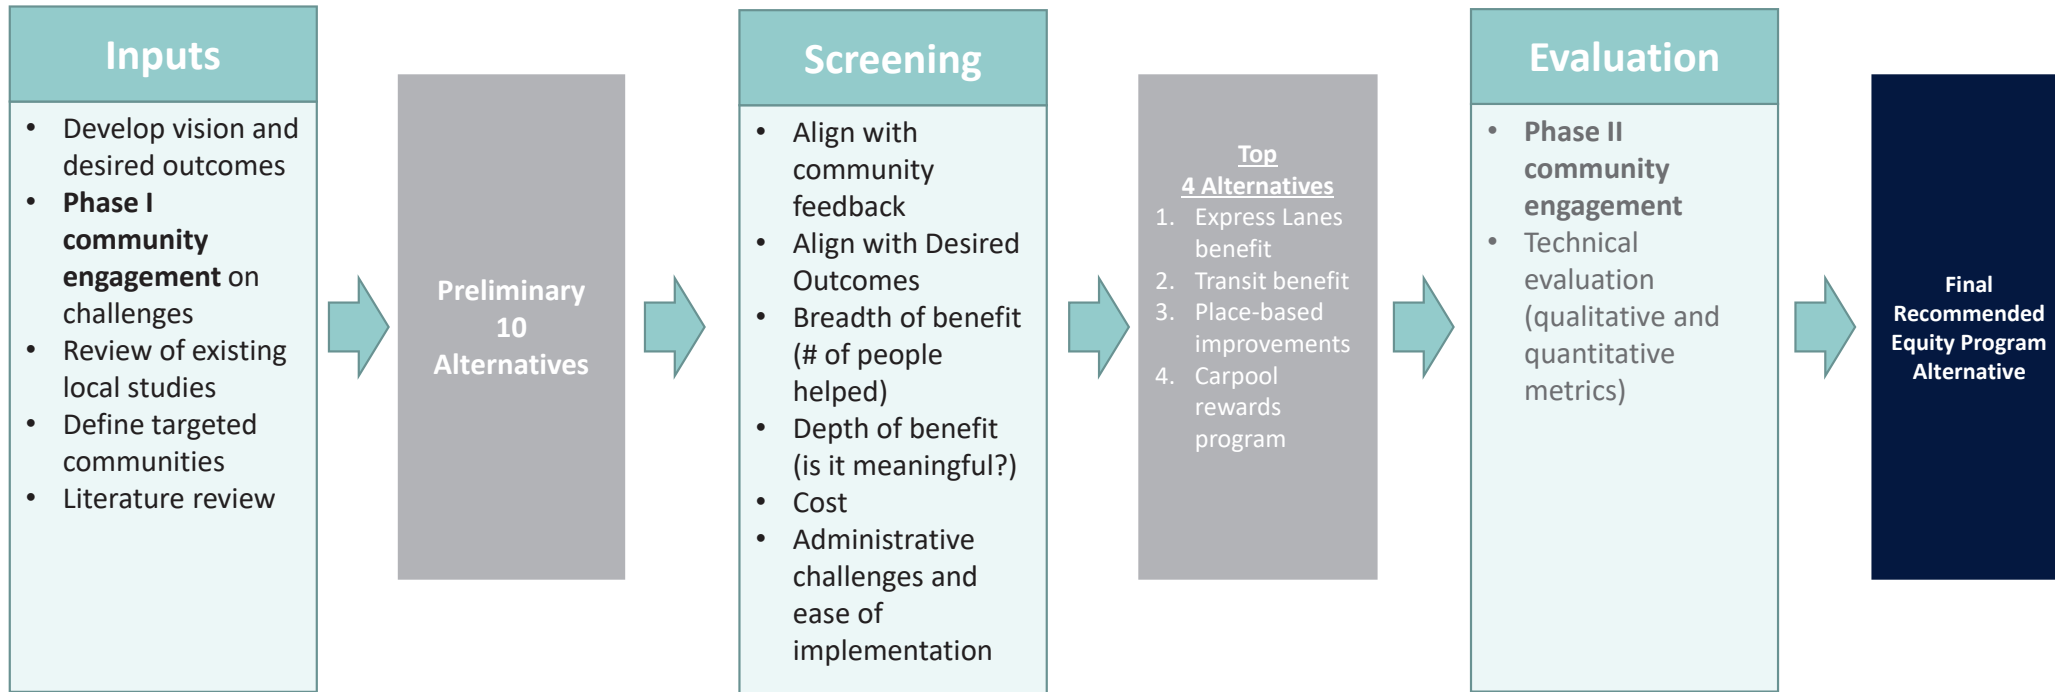 Inputs
• Develop vision and
desired outcomes
• Phase I
community
engagement on
challenges
• Review of existing
local studies
• Define targeted
communities
• Literature review
Preliminary
10
Alternatives
Screening
• Align with
community
feedback
• Align with Desired
Outcomes
• Breadth of benefit
(# of people
helped)
• Depth of benefit
(is it meaningful?)
• Cost
• Administrative
challenges and
ease of
implementation
Top
4 Alternatives
1. Express Lanes
benefit
2. Transit benefit
3. Place-based
improvements
4. Carpool
rewards
program
Evaluation
• Phase II
community
engagement
• Technical
evaluation
(qualitative and
quantitative
metrics)
Final
Recommended
Equity Program
Alternative